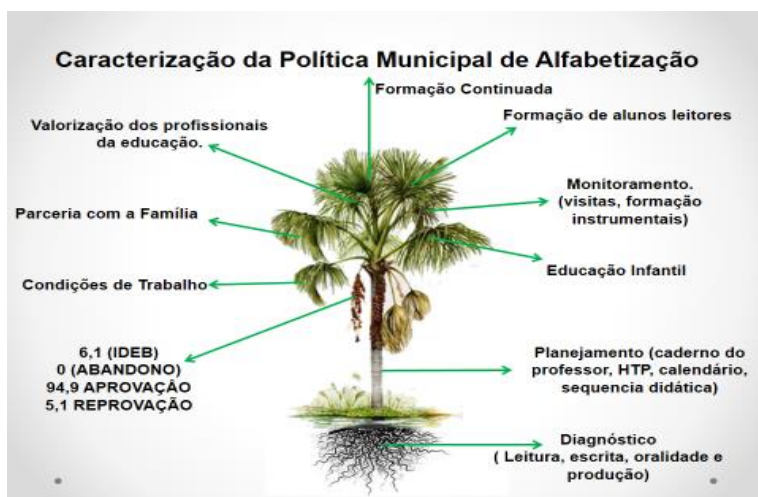 Caracterização da Política Municipal de Alfabetização
Formação Continuada
Formação de alunos leitores
Valorização dos profissionais
da educação.
Monitoramento.
(visitas, formação
instrumentais)
Parceria com a Família
Educação Infantil
Condições de Trabalho
6,1 (IDEB)
0 (ABANDONO)
94,9 APROVAÇÂO
5,1 REPROVAÇÃO
Planejamento (caderno do
professor, HTP, calendário,
sequencia didática)
Diagnóstico
( Leitura, escrita, oralidade e
produção)